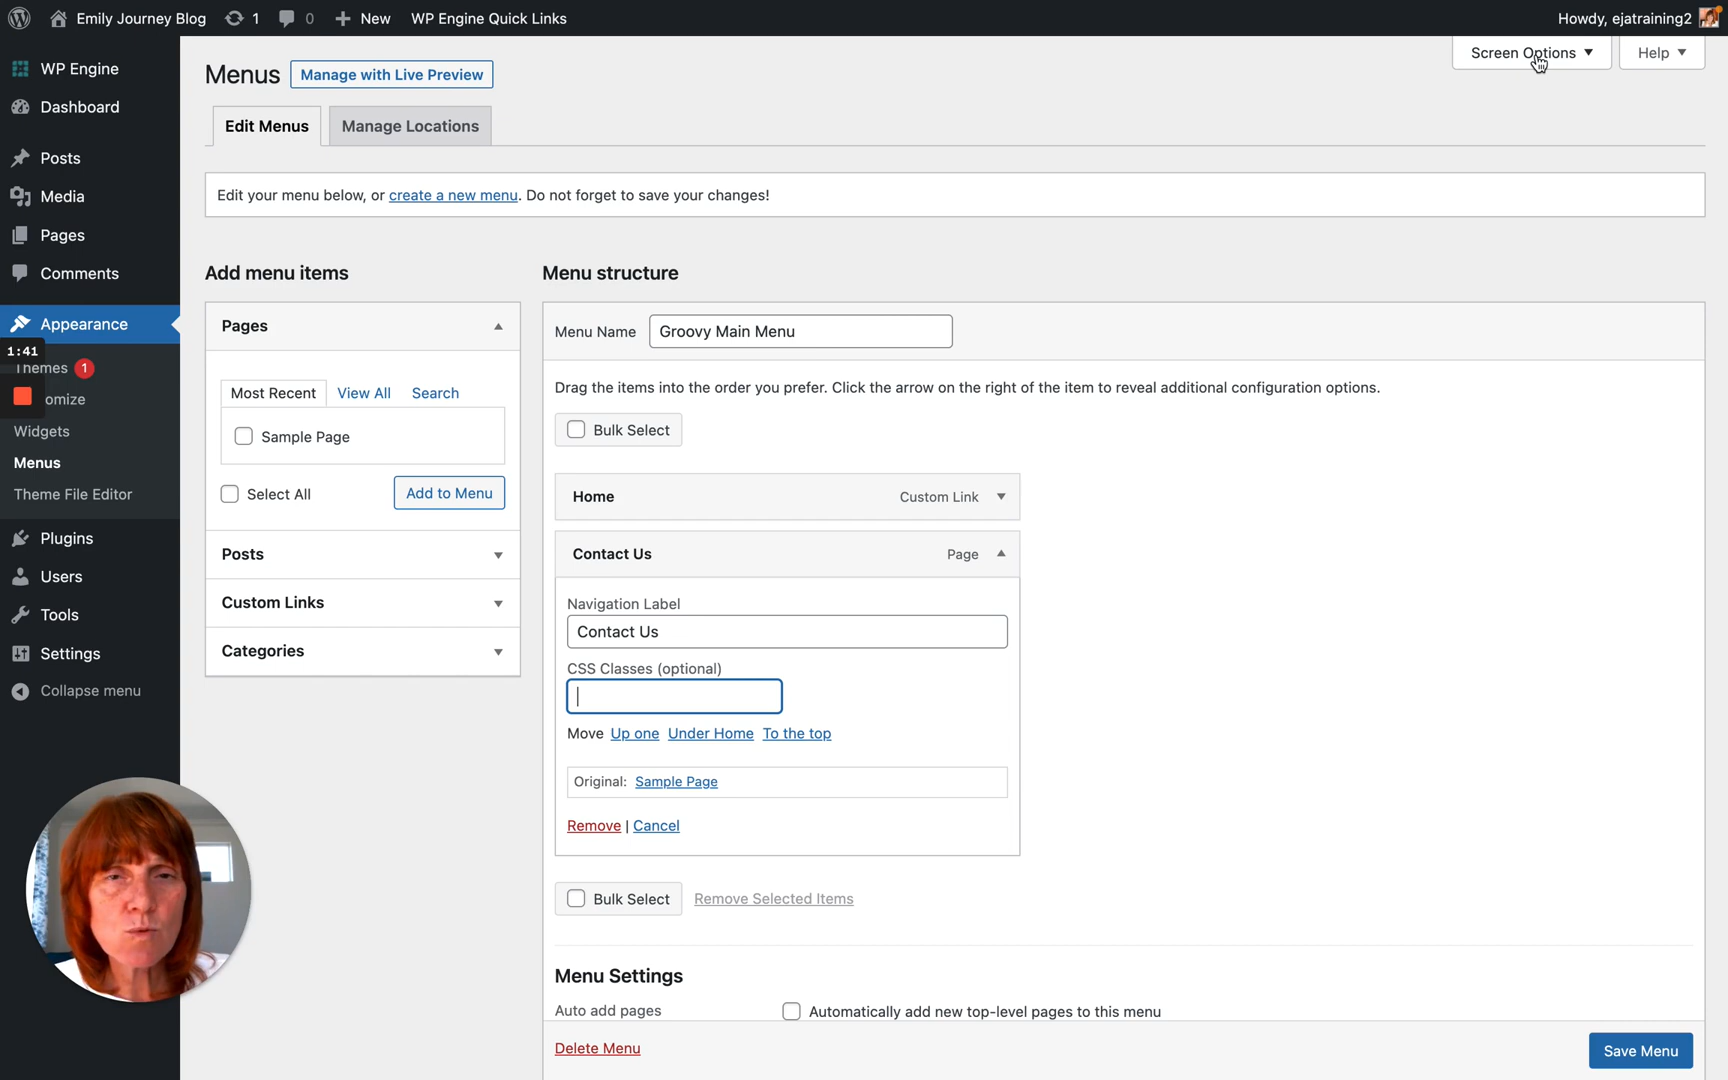 Emily Journey Blog 1 0 New WP Engine Quick Links Howdy, ejatraining2
WP Engine
Dashboard
Posts
Media
Pages
Comments
Appearance
1:41
Themes 1
omize
Widgets
Menus
Theme File Editor
Plugins
Users
Tools
Settings
Collapse menu
Screen Options Help
Menus Manage with Live Preview
Edit Menus Manage Locations
Edit your menu below, or create a new menu. Do not forget to save your changes!
Add menu items
Pages
Most Recent View All Search
Sample Page
Select All Add to Menu
Posts
Custom Links
Categories
Menu structure
Menu Name Groovy Main Menu
Drag the items into the order you prefer. Click the arrow on the right of the item to reveal additional configuration options.
Bulk Select
Home Custom Link
Contact Us Page
Navigation Label
Contact Us
CSS Classes (optional)
Move Up one Under Home To the top
Original: Sample Page
Remove | Cancel
Bulk Select Remove Selected Items
Menu Settings
Auto add pages Automatically add new top-level pages to this menu
Delete Menu Save Menu